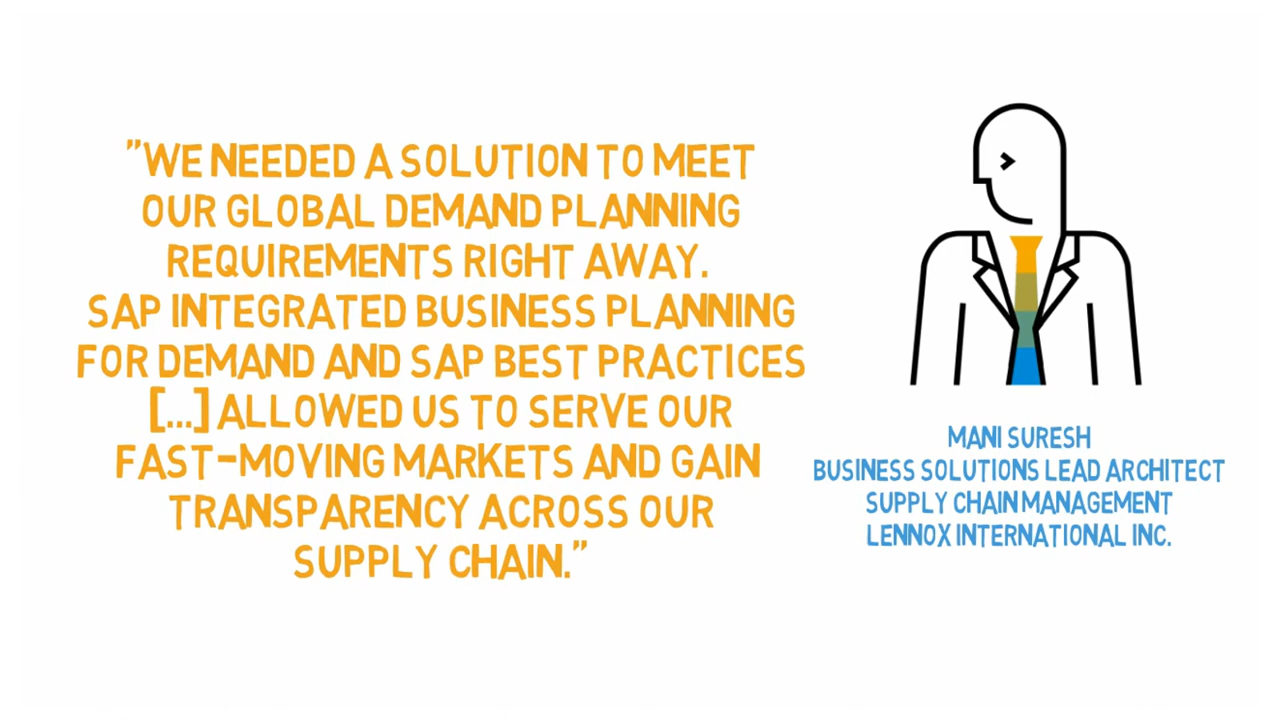 "WE NEEDED A SOLUTION TO MEET
OUR GLOBAL DEMAND PLANNING
REQUIREMENTS RIGHT AWAY.
SAP INTEGRATED BUSINESS PLANNING
FOR DEMAND AND SAP BEST PRACTICES
[...] ALLOWED US TO SERVE OUR
FAST-MOVING MARKETS AND GAIN
TRANSPARENCY ACROSS OUR
SUPPLY CHAIN."
MANI SURESH
BUSINESS SOLUTIONS LEAD ARCHITECT
SUPPLY CHAIN MANAGEMENT
LENNOX INTERNATIONAL INC.